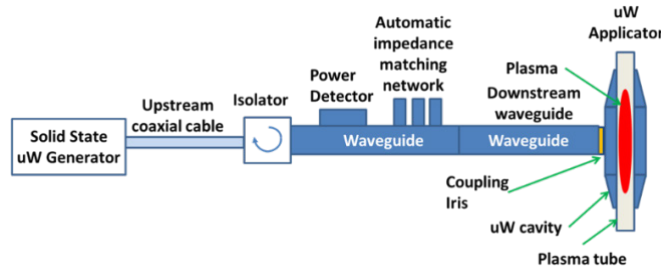 uW
Applicator
Automatic
impedance
matching
network
Plasma
Power
Detector
Downstream
waveguide
Upstream
coaxial cable
Isolator
Solid State
uW Generator
Waveguide
Waveguide
Coupling
Iris
uW cavity
Plasma tube